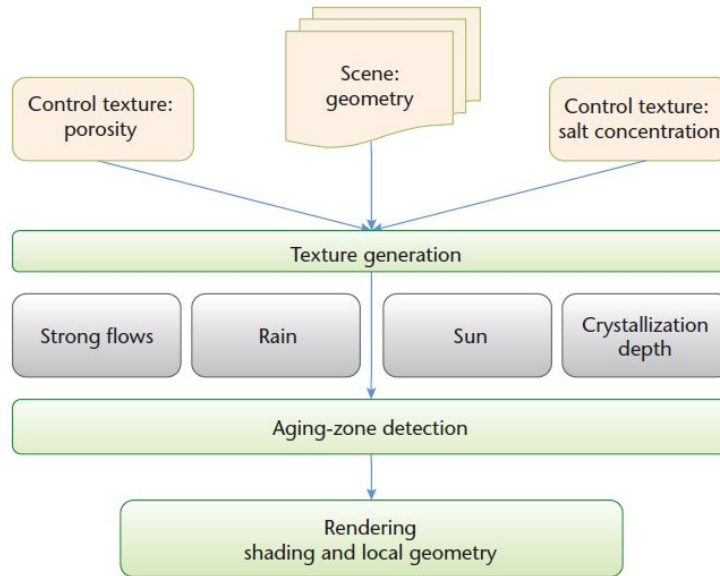 Scene:
geometry
Control texture:
porosity
Control texture:
salt concentration
Texture generation
Strong flows
Rain
Sun
Crystallization
depth
Aging-zone detection
Rendering
shading and local geometry